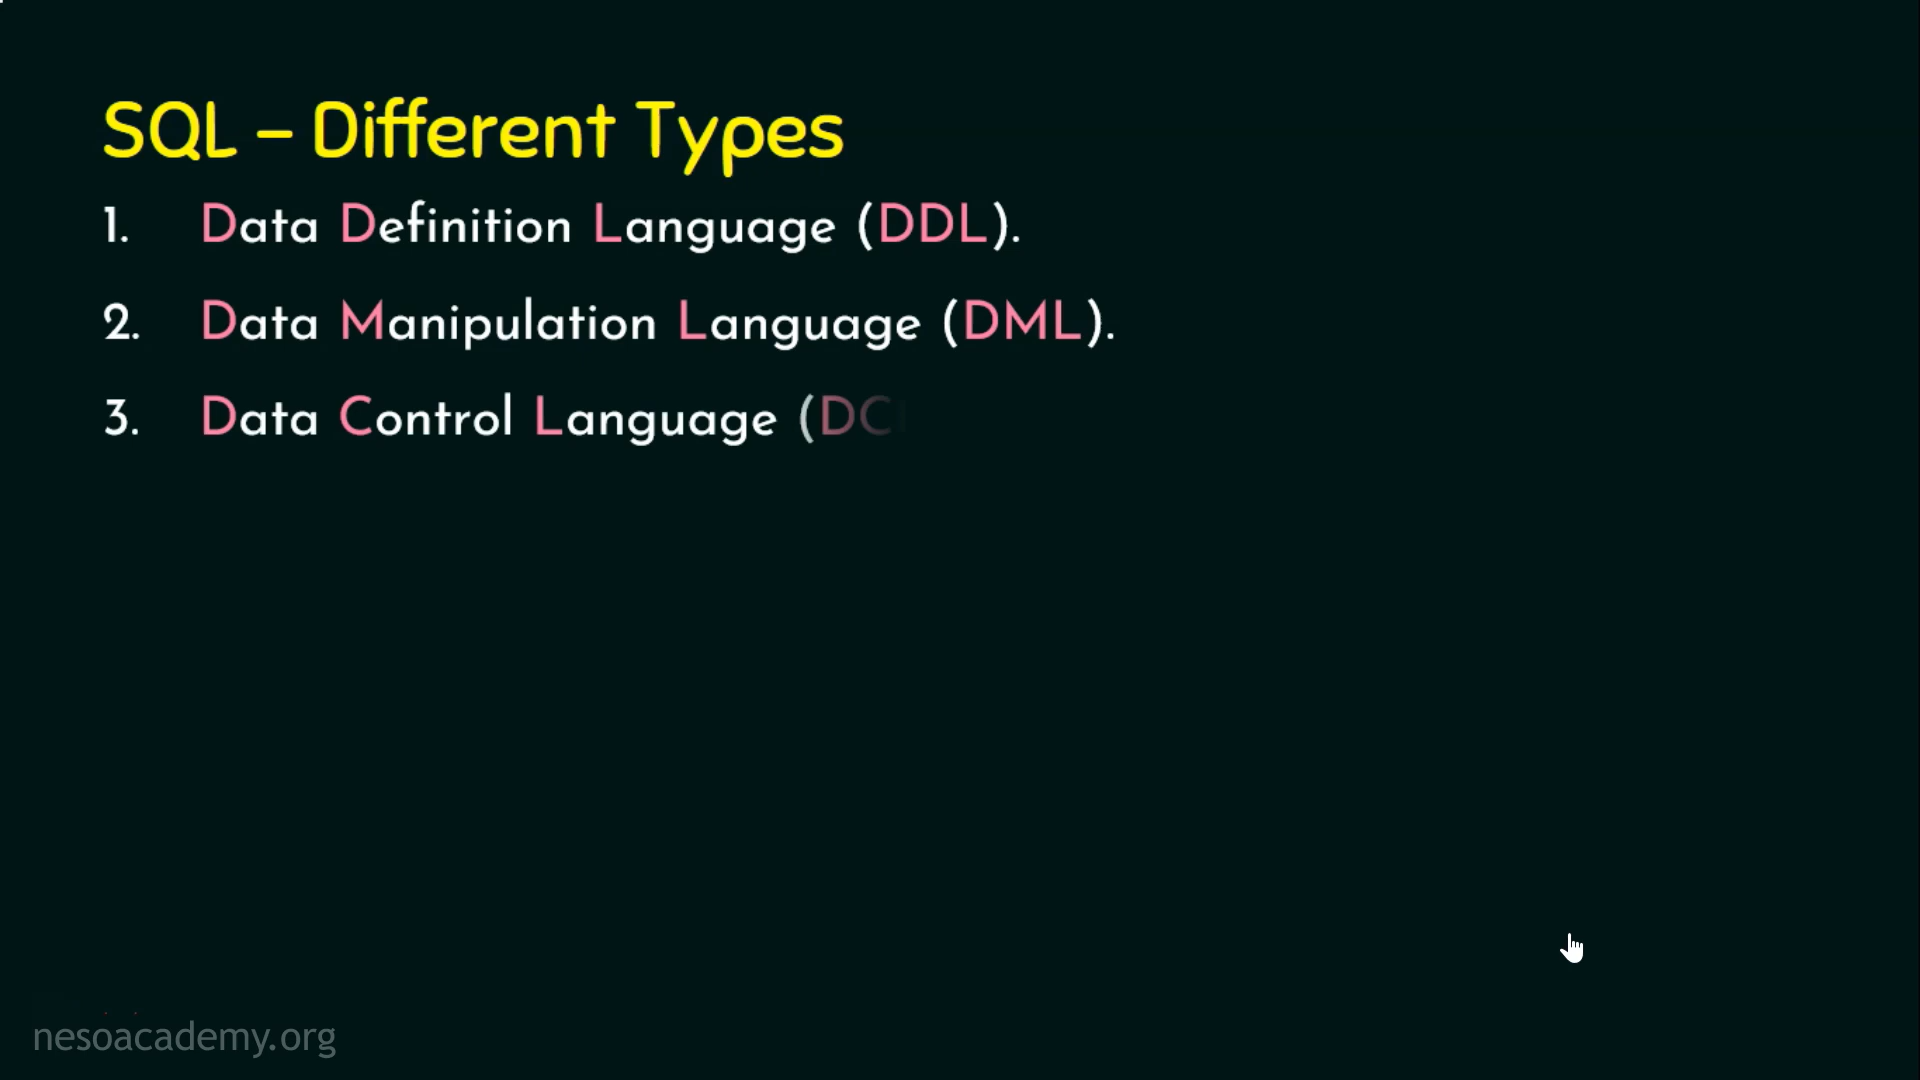 SQL – Different Types
1. Data Definition Language (DDL).
2. Data Manipulation Language (DML).
3. Data Control Language (DC
nesoacademy.org